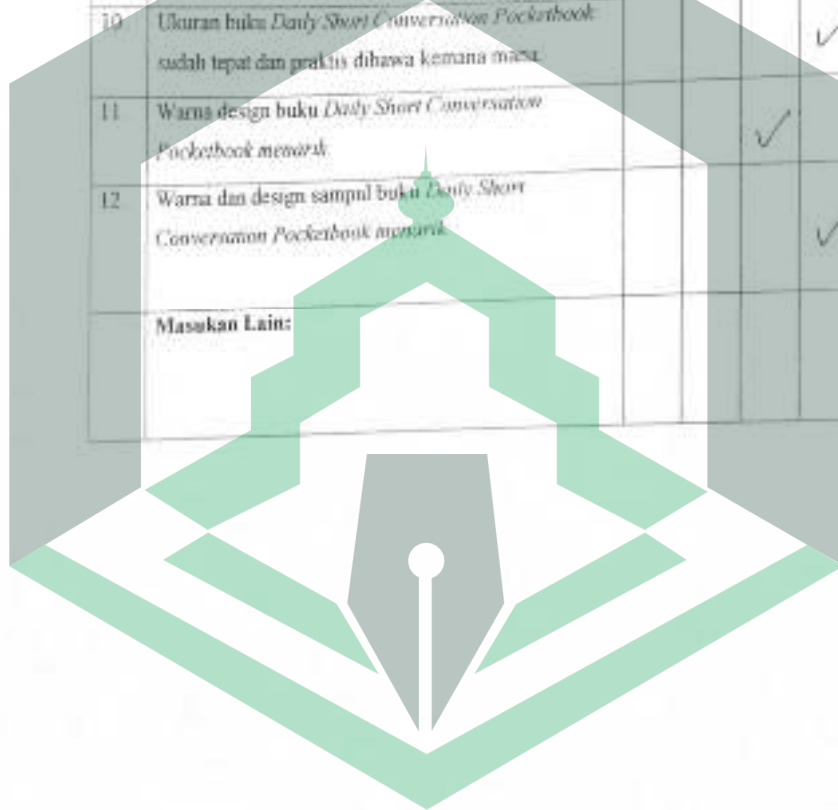 10 Ukuran buku Daily Short Conversation Pocketbook ✓
sudah tepat dan praktis dibawa kemana mana
11 Warna design buku Daily Short Conversation ✓
Pocketbook menarik
12 Warna dan design sampul buku Daily Short
Conversation Pocketbook menarik ✓
Masukan Lain: